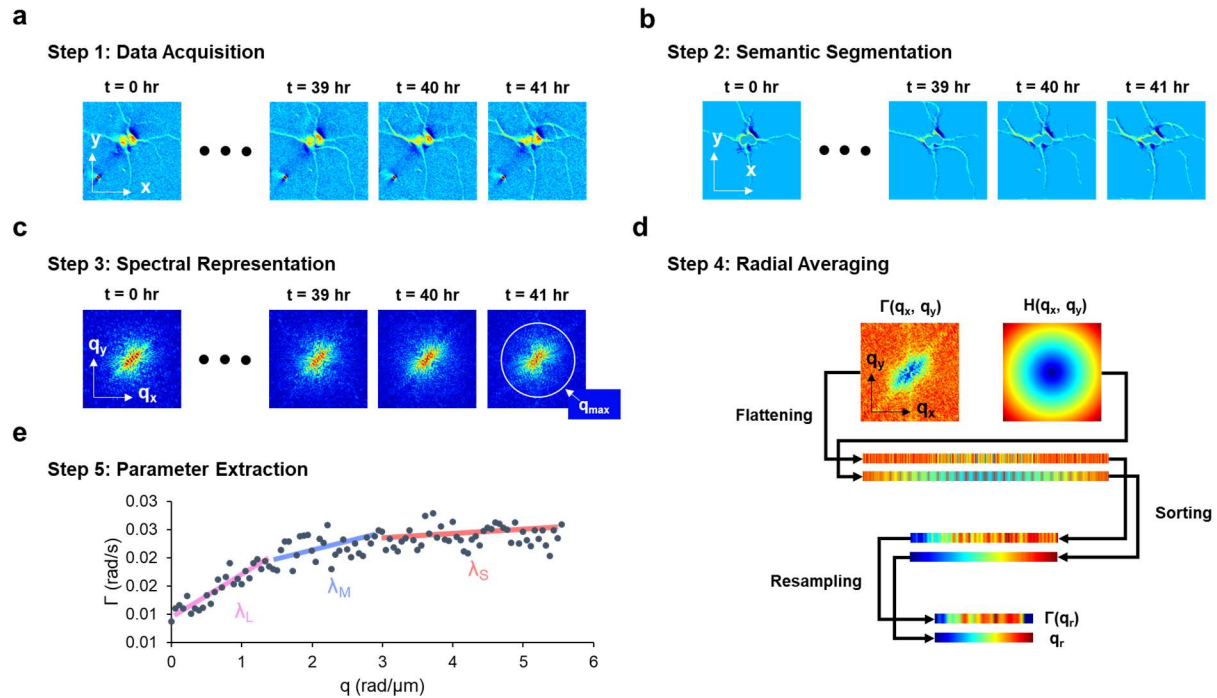 a
Step 1: Data Acquisition
t = 0 hr
t = 39 hr
t = 40 hr
t = 41 hr
y
x
b
Step 2: Semantic Segmentation
t = 0 hr
t = 39 hr
t = 40 hr
t = 41 hr
y
x
c
Step 3: Spectral Representation
t = 0 hr
t = 39 hr
t = 40 hr
t = 41 hr
qy
qx
qmax
d
Step 4: Radial Averaging
Γ(qx, qy)
H(qx, qy)
qy
qx
Flattening
Sorting
Resampling
Γ(qr)
qr
e
Step 5: Parameter Extraction
Γ (rad/s)
0.03
0.03
0.02
0.02
0.01
0.01
λL
λM
λS
0 1 2 3 4 5 6
q (rad/µm)